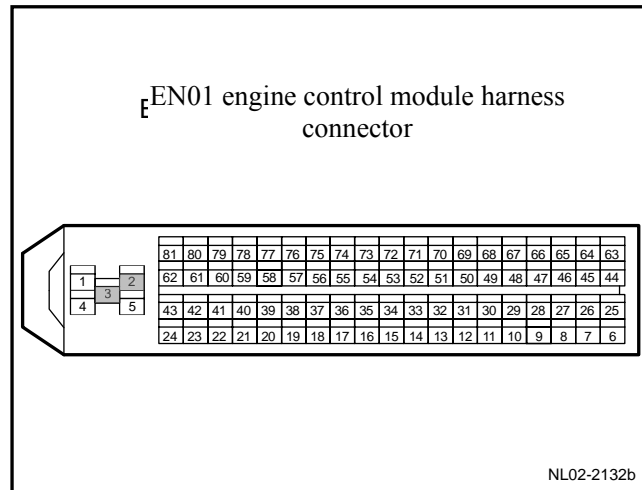 EN01 engine control module harness
connector
81 80 79 78 77 76 75 74 73 72 71 70 69 68 67 66 65 64 63
1 2 62 61 60 59 58 57 56 55 54 53 52 51 50 49 48 47 46 45 44
3
4 5 43 42 41 40 39 38 37 36 35 34 33 32 31 30 29 28 27 26 25
24 23 22 21 20 19 18 17 16 15 14 13 12 11 10 9 8 7 6
NL02-2132b